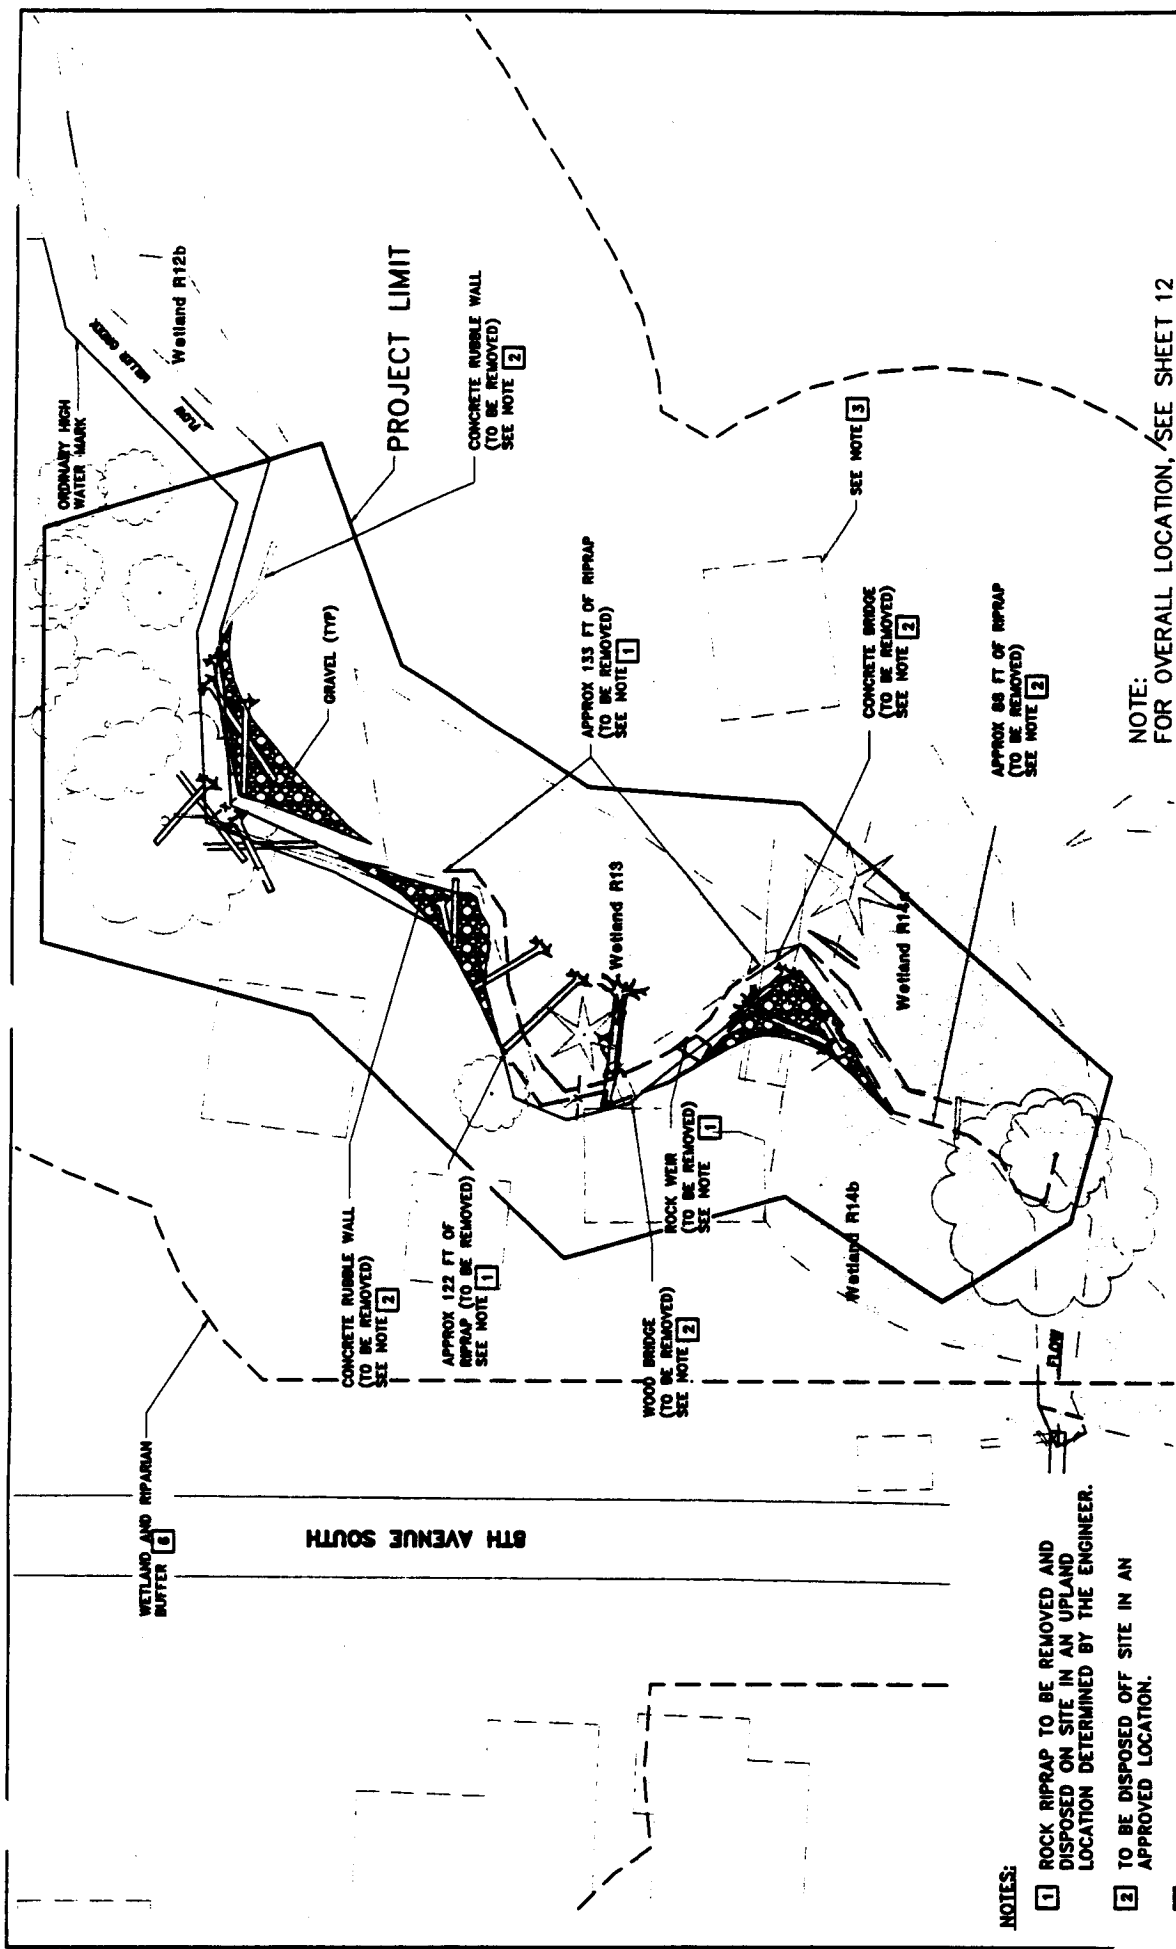 WETLAND AND RIPARIAN
BUFFER 6
8TH AVENUE SOUTH
CONCRETE RUBBLE WALL
(TO BE REMOVED)
SEE NOTE 2
APPROX 122 FT OF
RIPRAP (TO BE REMOVED)
SEE NOTE 1
WOOD BRIDGE
(TO BE REMOVED)
SEE NOTE 2
ROCK WEIR
(TO BE REMOVED)
SEE NOTE 1
Wetland R14b
FLOW
Wetland R13
Wetland R14a
GRAVEL (TYP)
APPROX 133 FT OF RIPRAP
(TO BE REMOVED)
SEE NOTE 1
CONCRETE BRIDGE
(TO BE REMOVED)
SEE NOTE 2
APPROX 88 FT OF RIPRAP
(TO BE REMOVED)
SEE NOTE 2
ORDINARY HIGH
WATER MARK
MILLER CREEK
FLOW
Wetland R12b
PROJECT LIMIT
CONCRETE RUBBLE WALL
(TO BE REMOVED)
SEE NOTE 2
SEE NOTE 3
NOTE:
FOR OVERALL LOCATION, SEE SHEET 12
NOTES:
1 ROCK RIPRAP TO BE REMOVED AND
DISPOSED ON SITE IN AN UPLAND
LOCATION DETERMINED BY THE ENGINEER.
2 TO BE DISPOSED OFF SITE IN AN
APPROVED LOCATION.